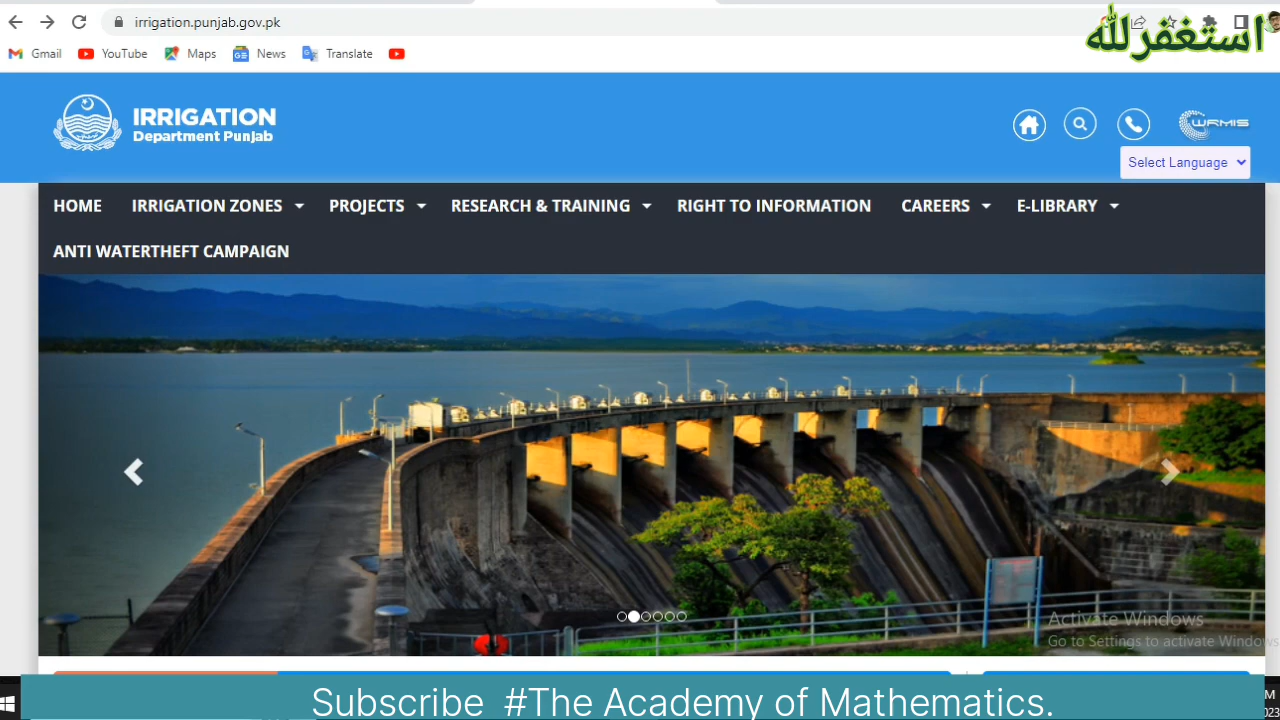 irrigation.punjab.gov.pk
استغفرلله
Gmail YouTube Maps News Translate
IRRIGATION
Department Punjab
WRMIS
Select Language
HOME IRRIGATION ZONES PROJECTS RESEARCH & TRAINING RIGHT TO INFORMATION CAREERS E-LIBRARY
ANTI WATERTHEFT CAMPAIGN
Activate Windows
Go to Settings to activate Windows
Subscribe #The Academy of Mathematics.